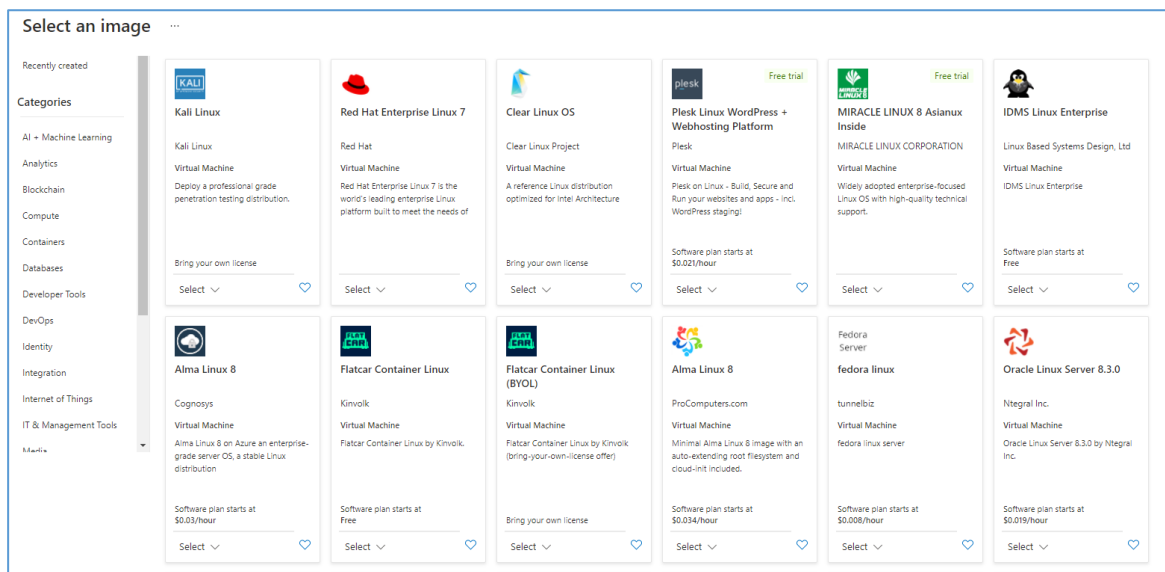 Select an image ...
Recently created
Categories
AI + Machine Learning
Analytics
Blockchain
Compute
Containers
Databases
Developer Tools
DevOps
Identity
Integration
Internet of Things
IT & Management Tools
Media
KALI
Kali Linux
Kali Linux
Virtual Machine
Deploy a professional grade
penetration testing distribution.
Bring your own license
Select
Red Hat Enterprise Linux 7
Red Hat
Virtual Machine
Red Hat Enterprise Linux 7 is the
world's leading enterprise Linux
platform built to meet the needs of
Select
Clear Linux OS
Clear Linux Project
Virtual Machine
A reference Linux distribution
optimized for Intel Architecture
Bring your own license
Select
plesk
Free trial
Plesk Linux WordPress +
Webhosting Platform
Plesk
Virtual Machine
Plesk on Linux - Build, Secure and
Run your websites and apps - incl.
WordPress staging!
Software plan starts at
$0.021/hour
Select
MIRACLE
LINUX 8
Free trial
MIRACLE LINUX 8 Asianux
Inside
MIRACLE LINUX CORPORATION
Virtual Machine
Widely adopted enterprise-focused
Linux OS with high-quality technical
support.
Select
IDMS Linux Enterprise
Linux Based Systems Design, Ltd
Virtual Machine
IDMS Linux Enterprise
Software plan starts at
Free
Select
Alma Linux 8
Cognosys
Virtual Machine
Alma Linux 8 on Azure an enterprise-
grade server OS, a stable Linux
distribution
Software plan starts at
$0.03/hour
Select
FLAT
CAR
Flatcar Container Linux
Kinvolk
Virtual Machine
Flatcar Container Linux by Kinvolk.
Software plan starts at
Free
Select
FLAT
CAR
Flatcar Container Linux
(BYOL)
Kinvolk
Virtual Machine
Flatcar Container Linux by Kinvolk
(bring-your-own-license offer)
Bring your own license
Select
Alma Linux 8
ProComputers.com
Virtual Machine
Minimal Alma Linux 8 image with an
auto-extending root filesystem and
cloud-init included.
Software plan starts at
$0.034/hour
Select
Fedora
Server
fedora linux
tunnelbiz
Virtual Machine
fedora linux server
Software plan starts at
$0.008/hour
Select
Oracle Linux Server 8.3.0
Ntegral Inc.
Virtual Machine
Oracle Linux Server 8.3.0 by Ntegral
Inc.
Software plan starts at
$0.019/hour
Select